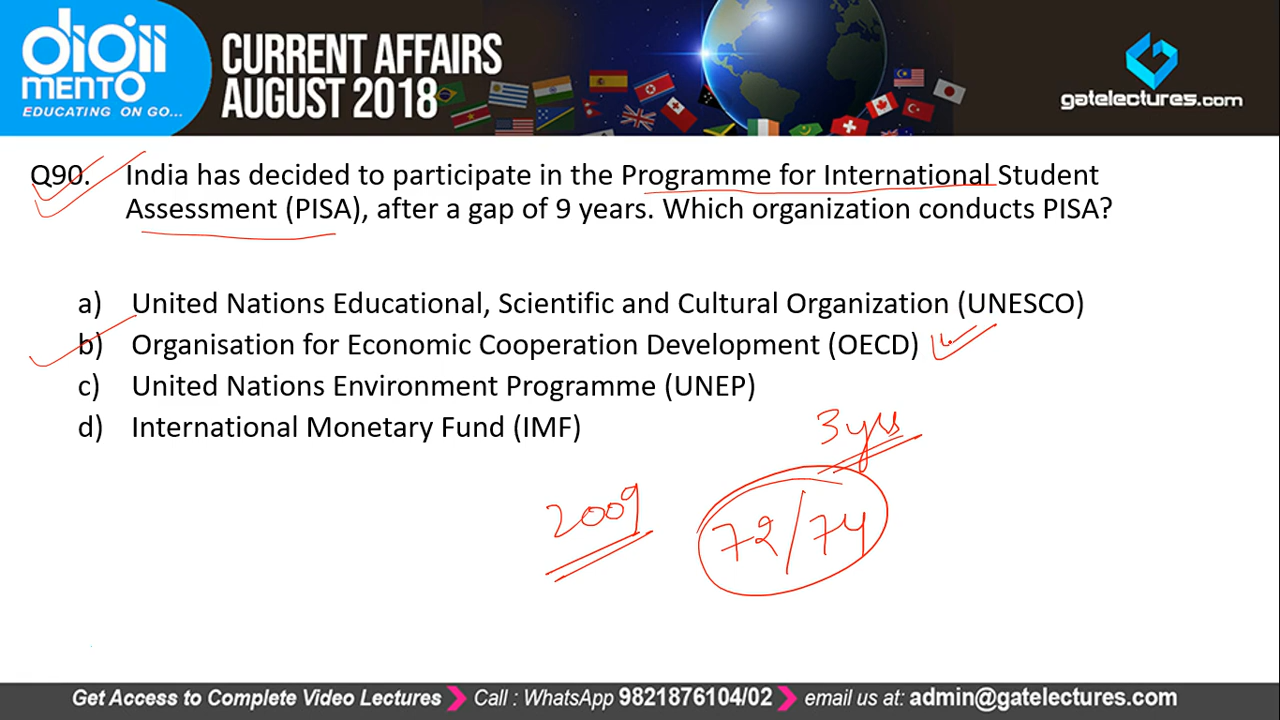 digii
MENTO
EDUCATING ON GO...
CURRENT AFFAIRS
AUGUST 2018
gatelectures.com
Q90. India has decided to participate in the Programme for International Student
Assessment (PISA), after a gap of 9 years. Which organization conducts PISA?
a) United Nations Educational, Scientific and Cultural Organization (UNESCO)
b) Organisation for Economic Cooperation Development (OECD)
c) United Nations Environment Programme (UNEP)
d) International Monetary Fund (IMF)
3 yrs
2009
72/74
Get Access to Complete Video Lectures Call : WhatsApp 9821876104/02 email us at: admin@gatelectures.com